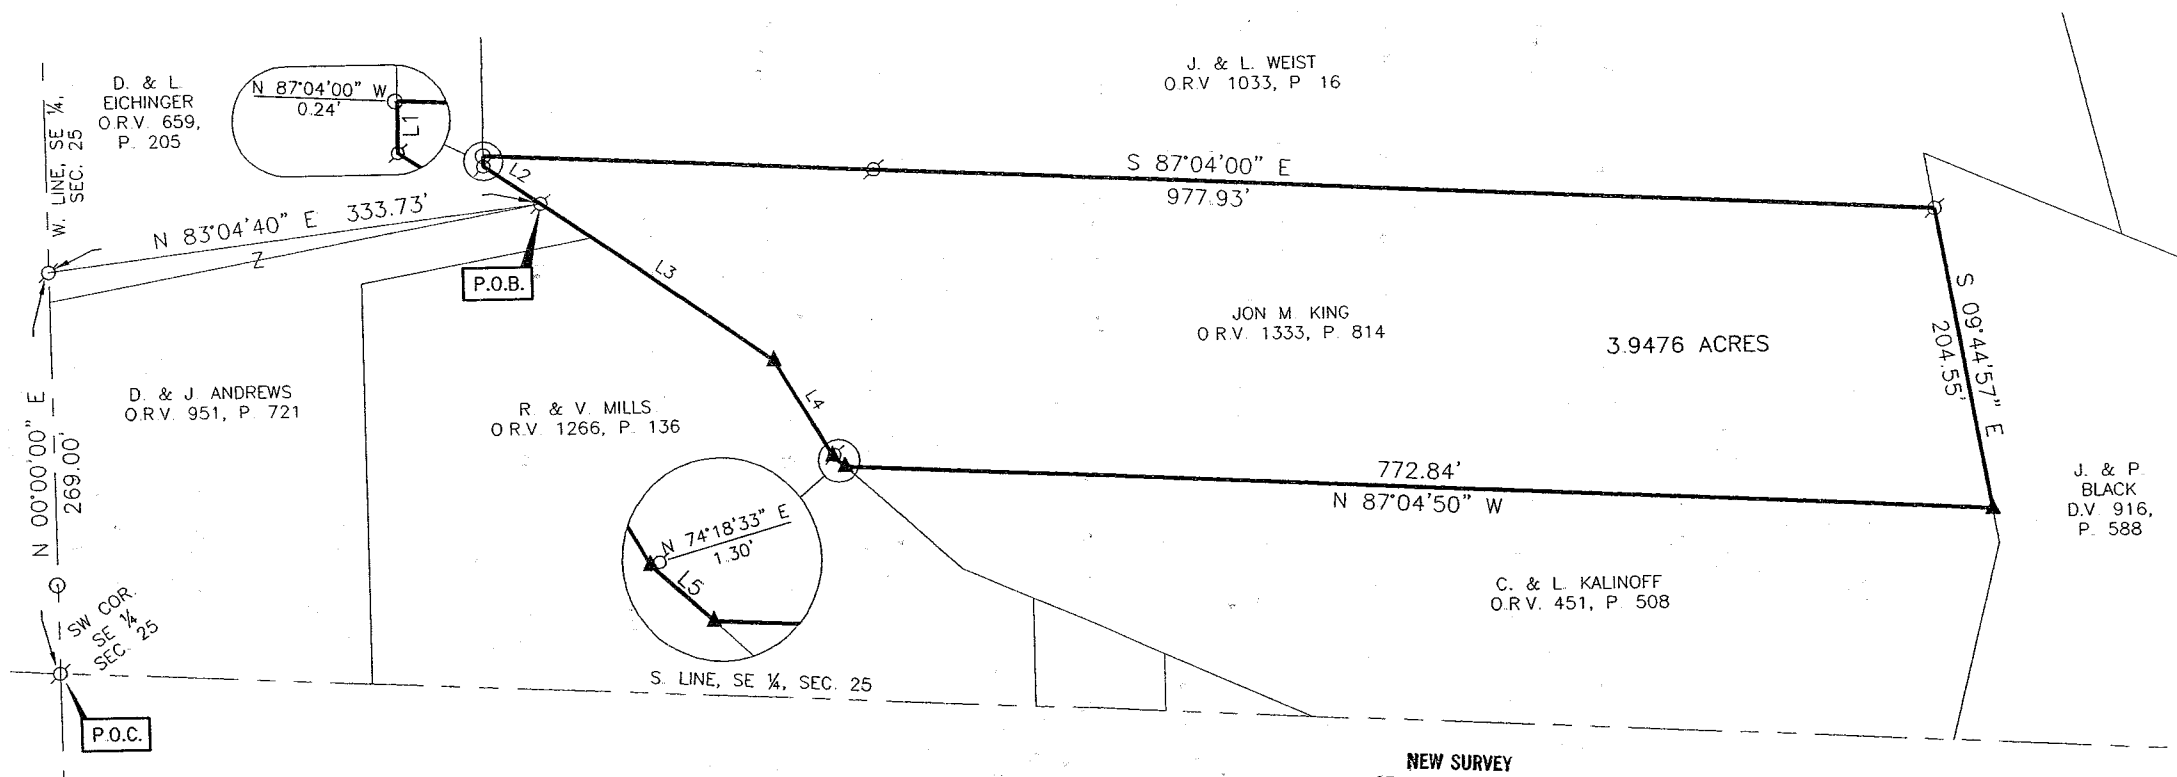 D. & L.
EICHINGER
O.R.V. 659,
P. 205
W. LINE, SE ¼,
SEC. 25
N 87°04'00" W
0.24'
L1
L2
J. & L. WEIST
O.R.V. 1033, P. 16
S 87°04'00" E
977.93'
N 83°04'40" E 333.73'
Z
P.O.B.
L3
JON M. KING
O.R.V. 1333, P. 814
3.9476 ACRES
S 09°44'57" E
204.55'
D. & J. ANDREWS
O.R.V. 951, P. 721
R. & V. MILLS
O.R.V. 1266, P. 136
L4
N 00°00'00" E
269.00'
772.84'
N 87°04'50" W
J. & P.
BLACK
D.V. 916,
P. 588
N 74°18'33" E
1.30'
L5
C. & L. KALINOFF
O.R.V. 451, P. 508
SW COR.
SE ¼
SEC. 25
S. LINE, SE ¼, SEC. 25
P.O.C.
NEW SURVEY